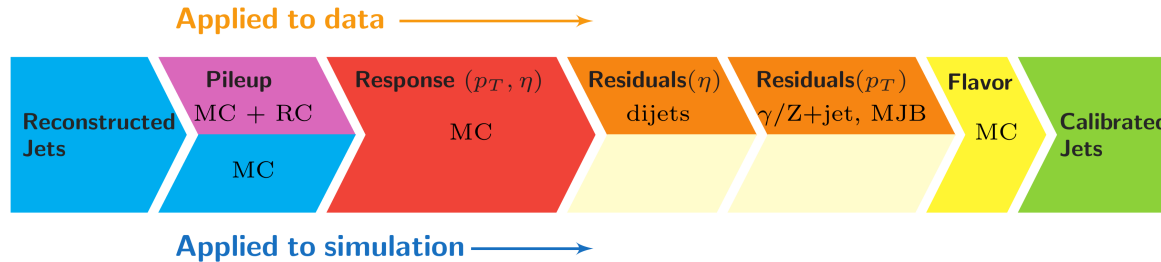 Applied to data
Reconstructed
Jets
Pileup
MC + RC
MC
Response (p_T, η)
MC
Residuals(η)
dijets
Residuals(p_T)
γ/Z+jet, MJB
Flavor
MC
Calibrated
Jets
Applied to simulation